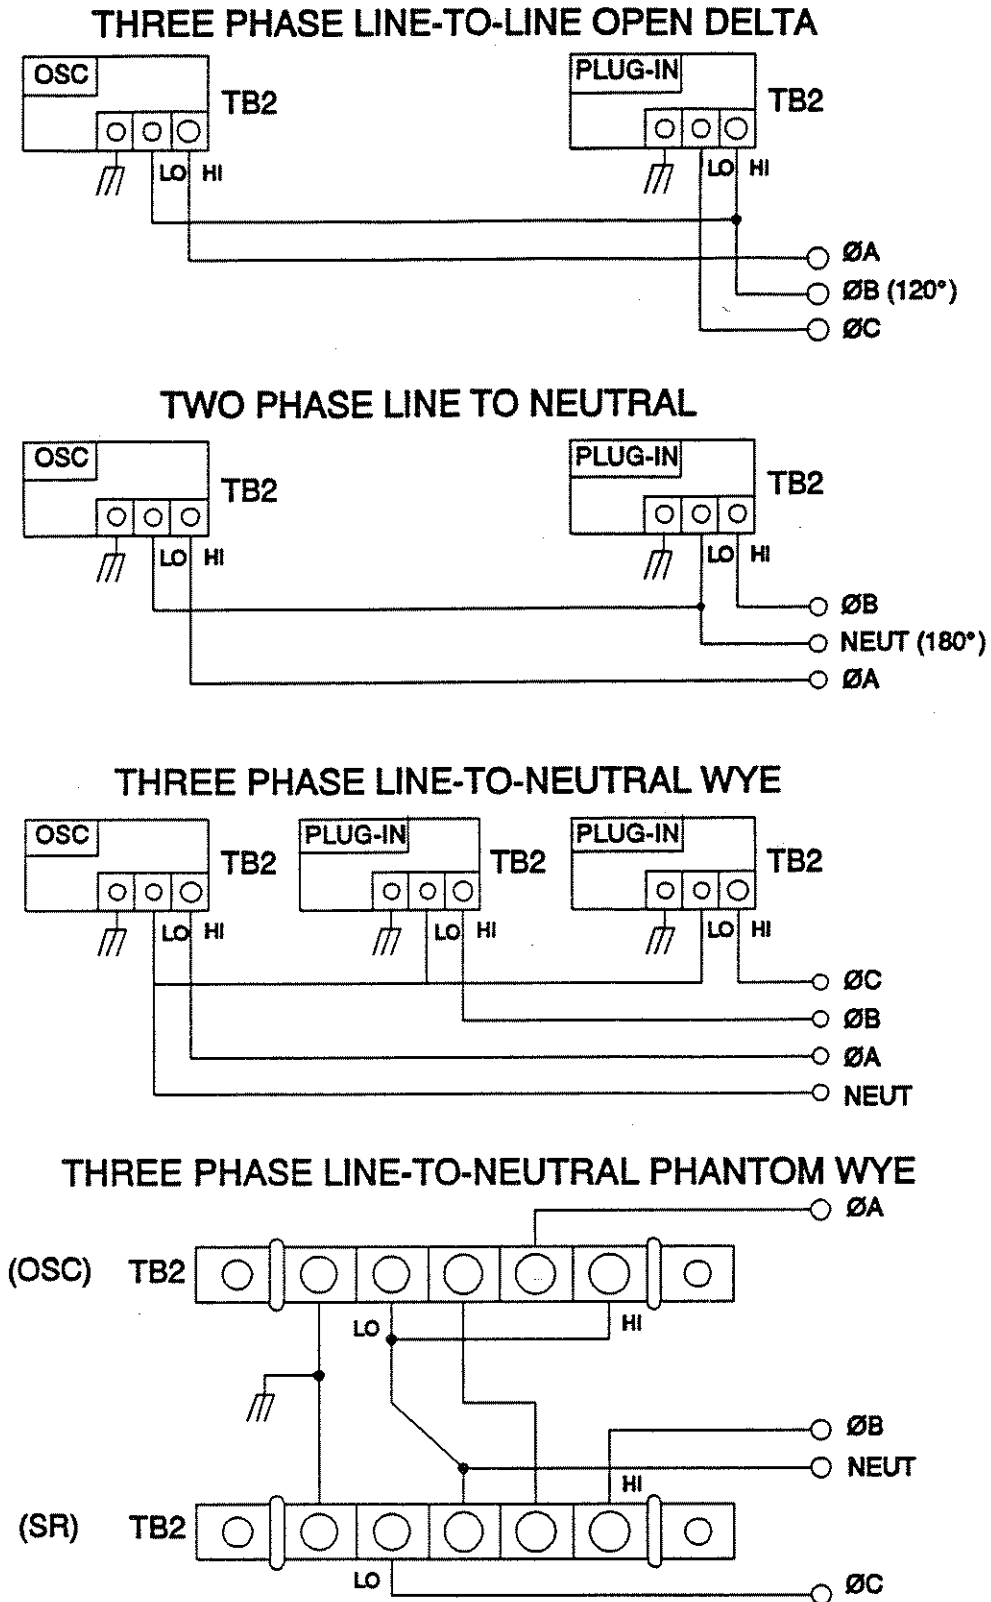 THREE PHASE LINE-TO-LINE OPEN DELTA
OSC
TB2
LO HI
PLUG-IN
TB2
LO HI
ØA
ØB (120°)
ØC
TWO PHASE LINE TO NEUTRAL
OSC
TB2
LO HI
PLUG-IN
TB2
LO HI
ØB
NEUT (180°)
ØA
THREE PHASE LINE-TO-NEUTRAL WYE
OSC
TB2
LO HI
PLUG-IN
TB2
LO HI
PLUG-IN
TB2
LO HI
ØC
ØB
ØA
NEUT
THREE PHASE LINE-TO-NEUTRAL PHANTOM WYE
ØA
(OSC) TB2
LO
HI
ØB
NEUT
HI
(SR) TB2
LO
ØC